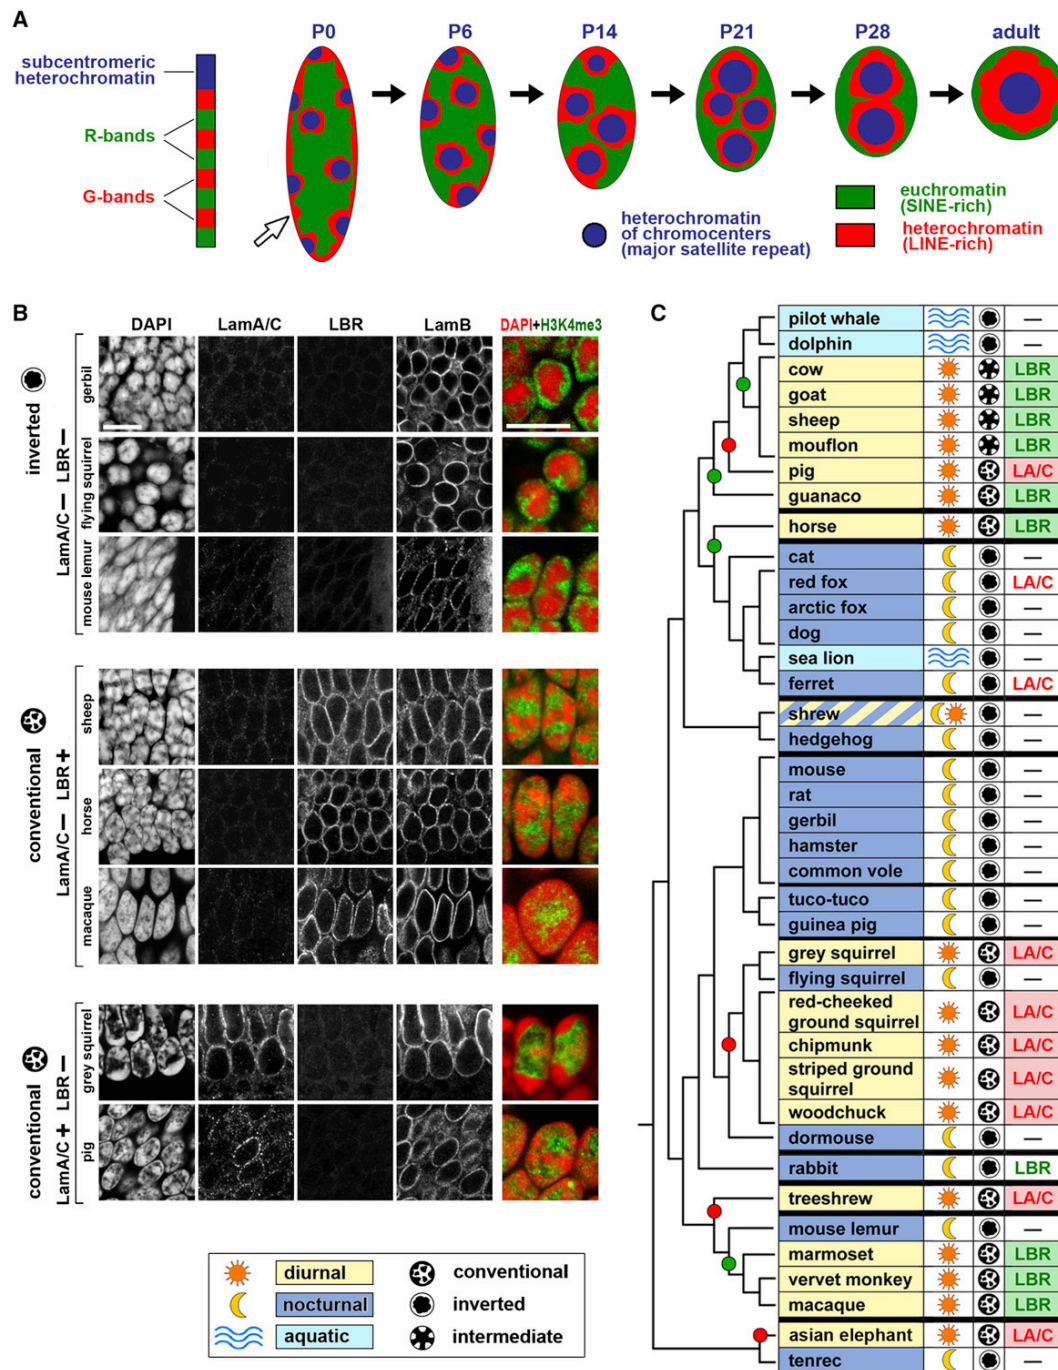 A
P0
P6
P14
P21
P28
adult
subcentromeric
heterochromatin
R-bands
G-bands
heterochromatin
of chromocenters
(major satellite repeat)
euchromatin
(SINE-rich)
heterochromatin
(LINE-rich)
B
DAPI
LamA/C
LBR
LamB
DAPI+H3K4me3
inverted
LamA/C — LBR —
gerbil
flying squirrel
mouse lemur
conventional
LamA/C — LBR +
sheep
horse
macaque
conventional
LamA/C + LBR —
grey squirrel
pig
diurnal
nocturnal
aquatic
conventional
inverted
intermediate
C
pilot whale —
dolphin —
cow LBR
goat LBR
sheep LBR
mouflon LBR
pig LA/C
guanaco LBR
horse LBR
cat —
red fox LA/C
arctic fox —
dog —
sea lion —
ferret LA/C
shrew —
hedgehog —
mouse —
rat —
gerbil —
hamster —
common vole —
tuco-tuco —
guinea pig —
grey squirrel LA/C
flying squirrel —
red-cheeked
ground squirrel LA/C
chipmunk LA/C
striped ground
squirrel LA/C
woodchuck LA/C
dormouse —
rabbit LBR
treeshrew LA/C
mouse lemur —
marmoset LBR
vervet monkey LBR
macaque LBR
asian elephant LA/C
tenrec —